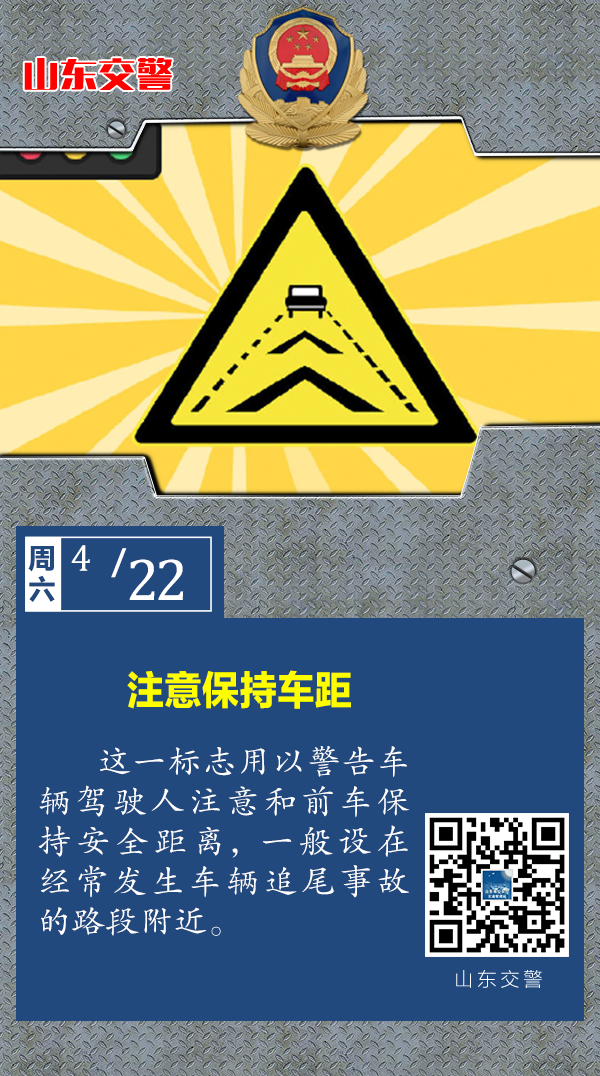 山东交警
周六
4/22
注意保持车距
这一标志用以警告车
辆驾驶人注意和前车保
持安全距离，一般设在
经常发生车辆追尾事故
的路段附近。
山东交警